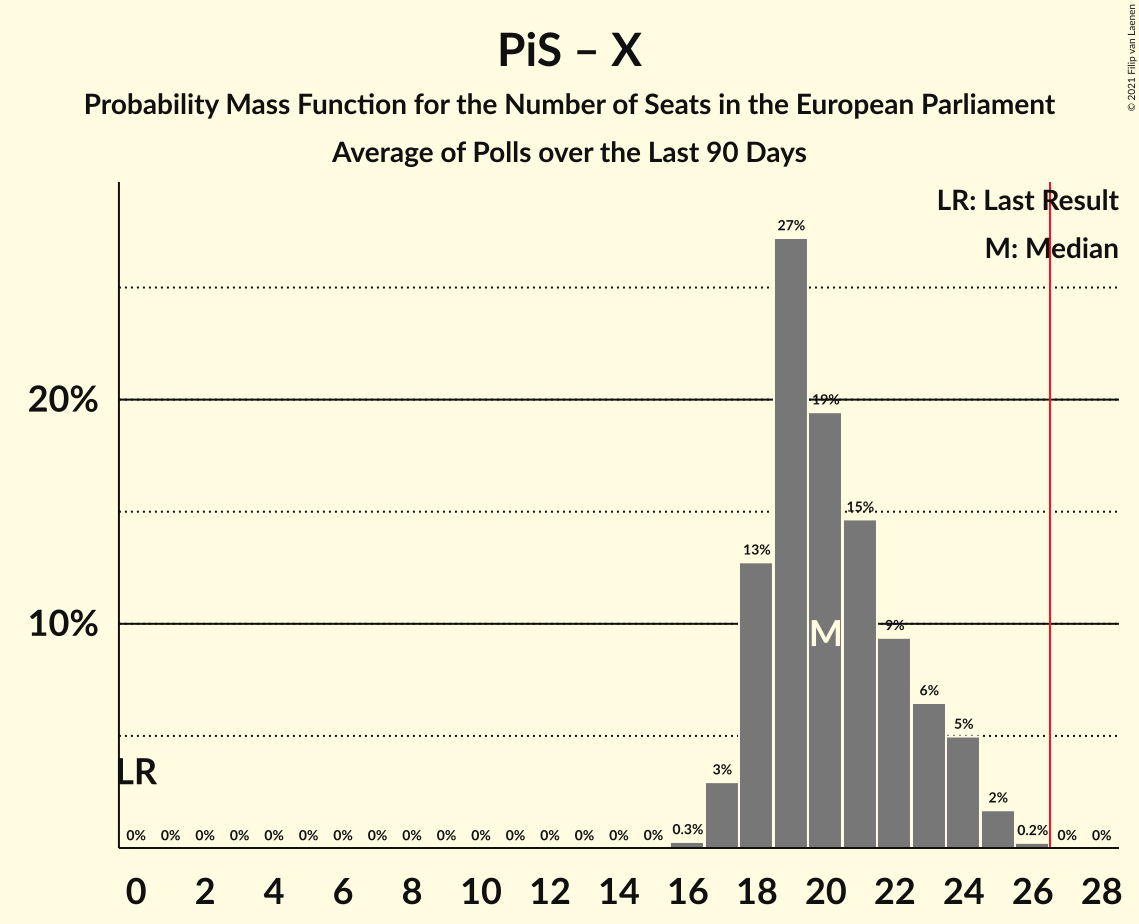 PiS – X
Probability Mass Function for the Number of Seats in the European Parliament
Average of Polls over the Last 90 Days
© 2021 Filip van Laenen
LR: Last Result
M: Median
27%
20%
19%
15%
13%
10%
9%
M
6%
5%
LR
3%
2%
0% 0% 0% 0% 0% 0% 0% 0% 0% 0% 0% 0% 0% 0% 0% 0% 0.3% 0.2% 0% 0%
0 2 4 6 8 10 12 14 16 18 20 22 24 26 28